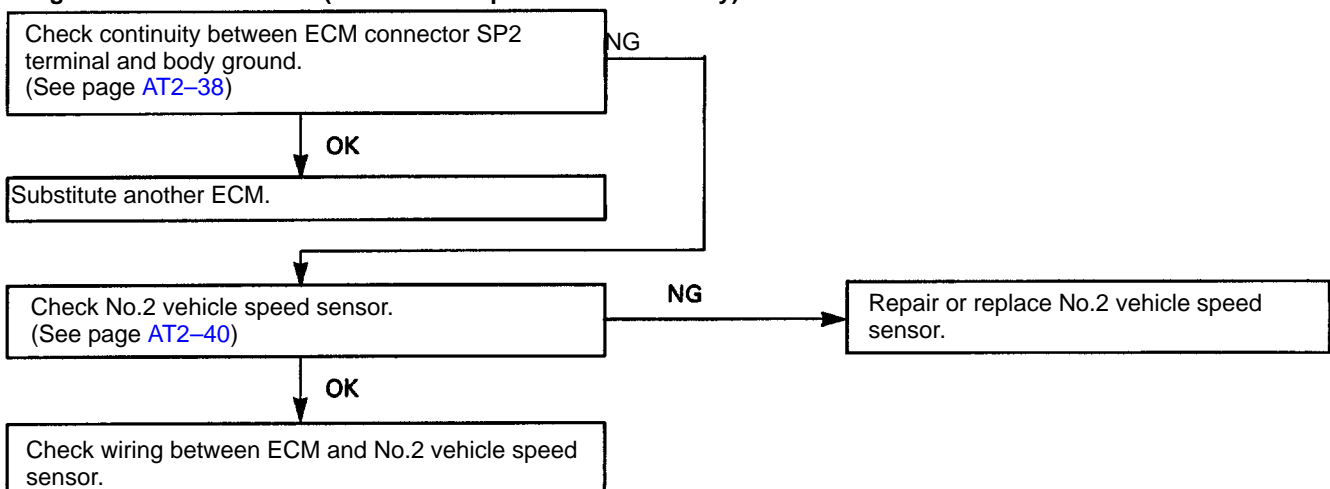 Check continuity between ECM connector SP2
terminal and body ground.
(See page AT2–38)
NG
OK
Substitute another ECM.
Check No.2 vehicle speed sensor.
(See page AT2–40)
NG
Repair or replace No.2 vehicle speed
sensor.
OK
Check wiring between ECM and No.2 vehicle speed
sensor.